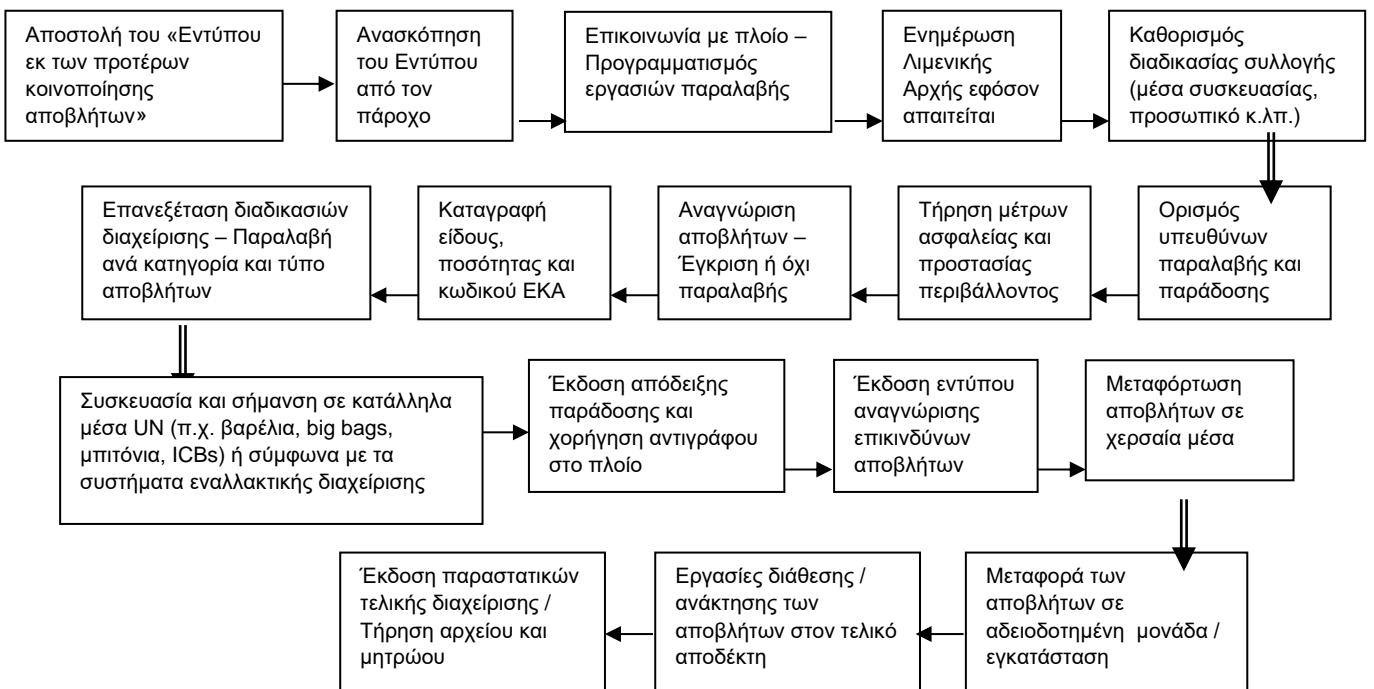 Αποστολή του «Εντύπου
εκ των προτέρων
κοινοποίησης
αποβλήτων»
Ανασκόπηση
του Εντύπου
από τον
πάροχο
Επικοινωνία με πλοίο –
Προγραμματισμός
εργασιών παραλαβής
Ενημέρωση
Λιμενικής
Αρχής εφόσον
απαιτείται
Καθορισμός
διαδικασίας συλλογής
(μέσα συσκευασίας,
προσωπικό κ.λπ.)
Ορισμός
υπευθύνων
παραλαβής και
παράδοσης
Τήρηση μέτρων
ασφαλείας και
προστασίας
περιβάλλοντος
Αναγνώριση
αποβλήτων –
Έγκριση ή όχι
παραλαβής
Καταγραφή
είδους,
ποσότητας και
κωδικού ΕΚΑ
Επανεξέταση διαδικασιών
διαχείρισης – Παραλαβή
ανά κατηγορία και τύπο
αποβλήτων
Συσκευασία και σήμανση σε κατάλληλα
μέσα UN (π.χ. βαρέλια, big bags,
μπιτόνια, ICBs) ή σύμφωνα με τα
συστήματα εναλλακτικής διαχείρισης
Έκδοση απόδειξης
παράδοσης και
χορήγηση αντιγράφου
στο πλοίο
Έκδοση εντύπου
αναγνώρισης
επικινδύνων
αποβλήτων
Μεταφόρτωση
αποβλήτων σε
χερσαία μέσα
Μεταφορά των
αποβλήτων σε
αδειοδοτημένη μονάδα /
εγκατάσταση
Εργασίες διάθεσης /
ανάκτησης των
αποβλήτων στον τελικό
αποδέκτη
Έκδοση παραστατικών
τελικής διαχείρισης /
Τήρηση αρχείου και
μητρώου